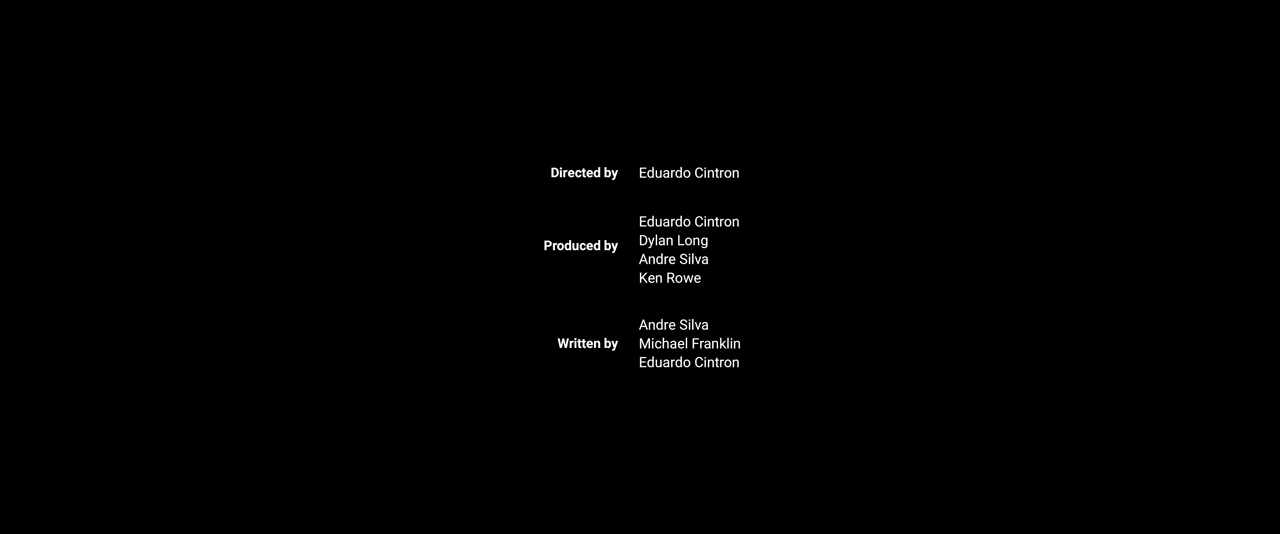 Directed by Eduardo Cintron
Eduardo Cintron
Dylan Long
Produced by
Andre Silva
Ken Rowe
Andre Silva
Written by Michael Franklin
Eduardo Cintron